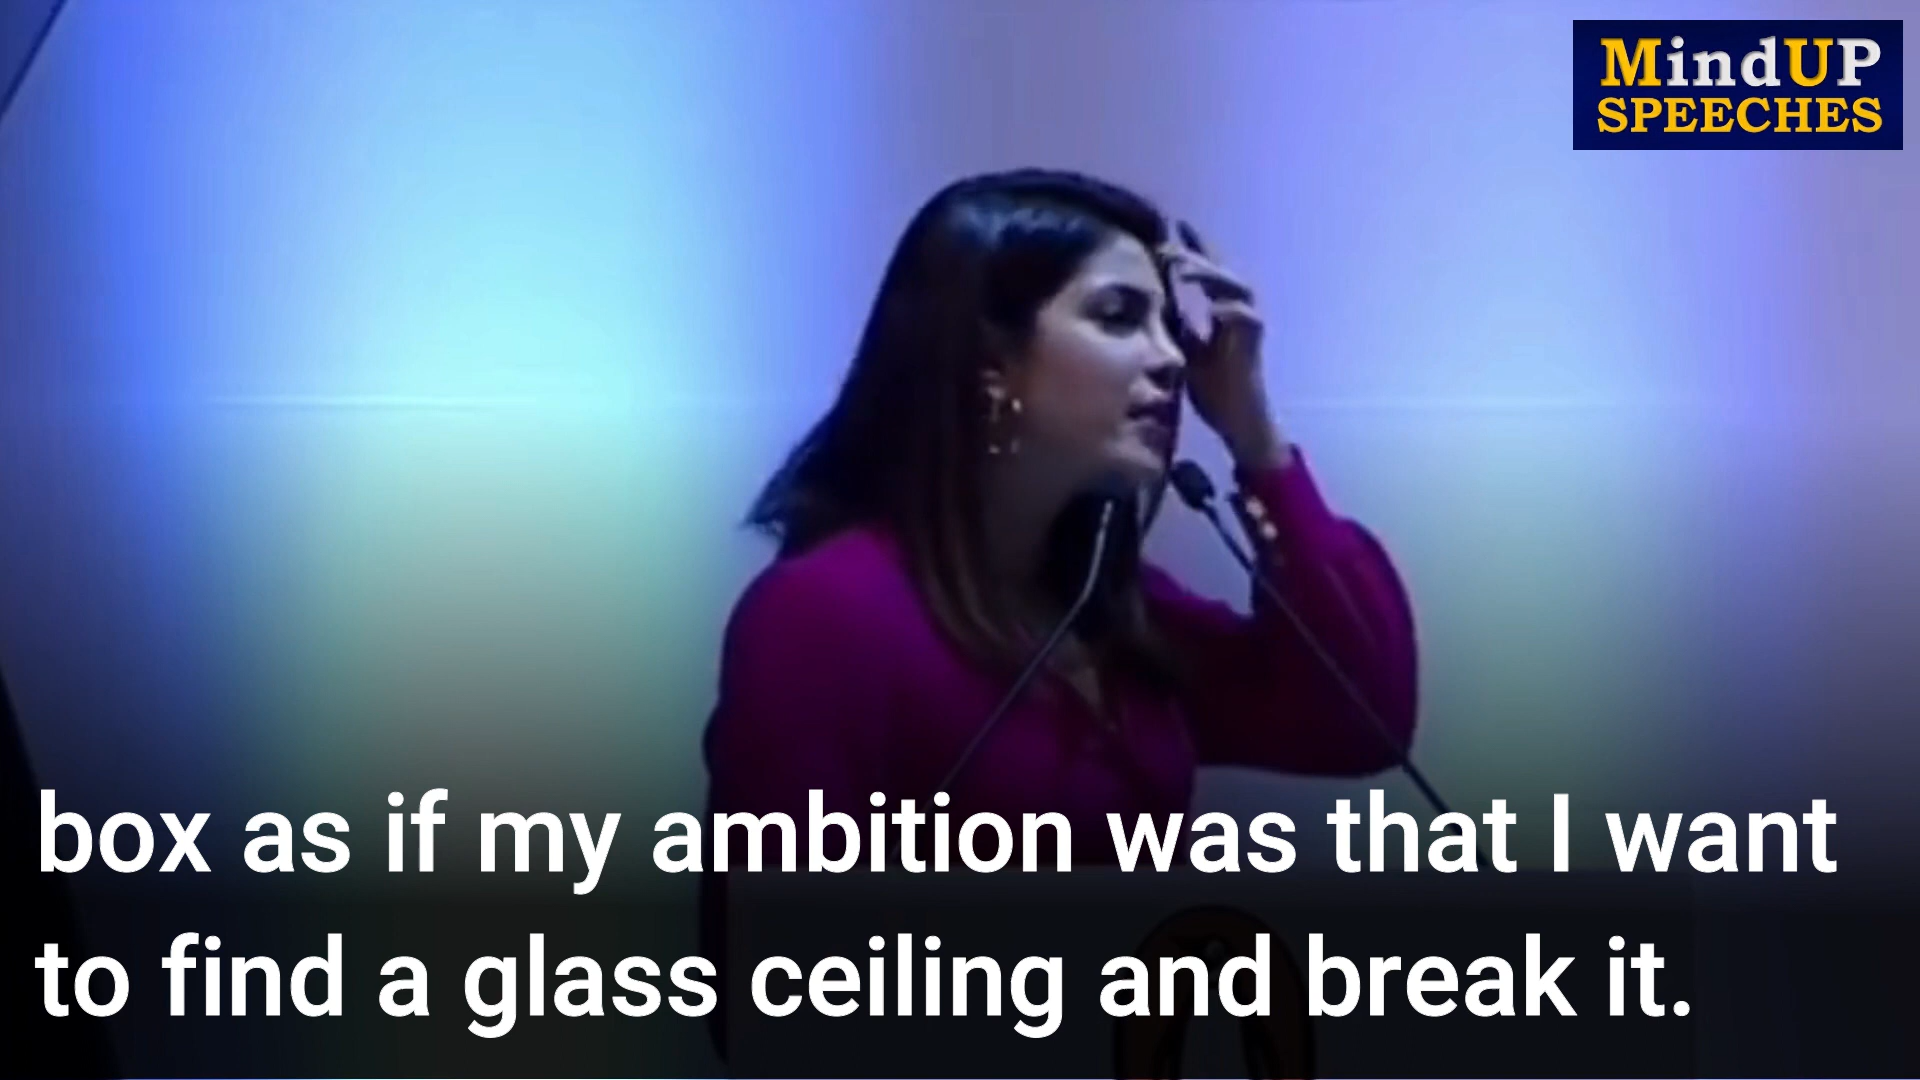 MindUP
SPEECHES
box as if my ambition was that I want
to find a glass ceiling and break it.